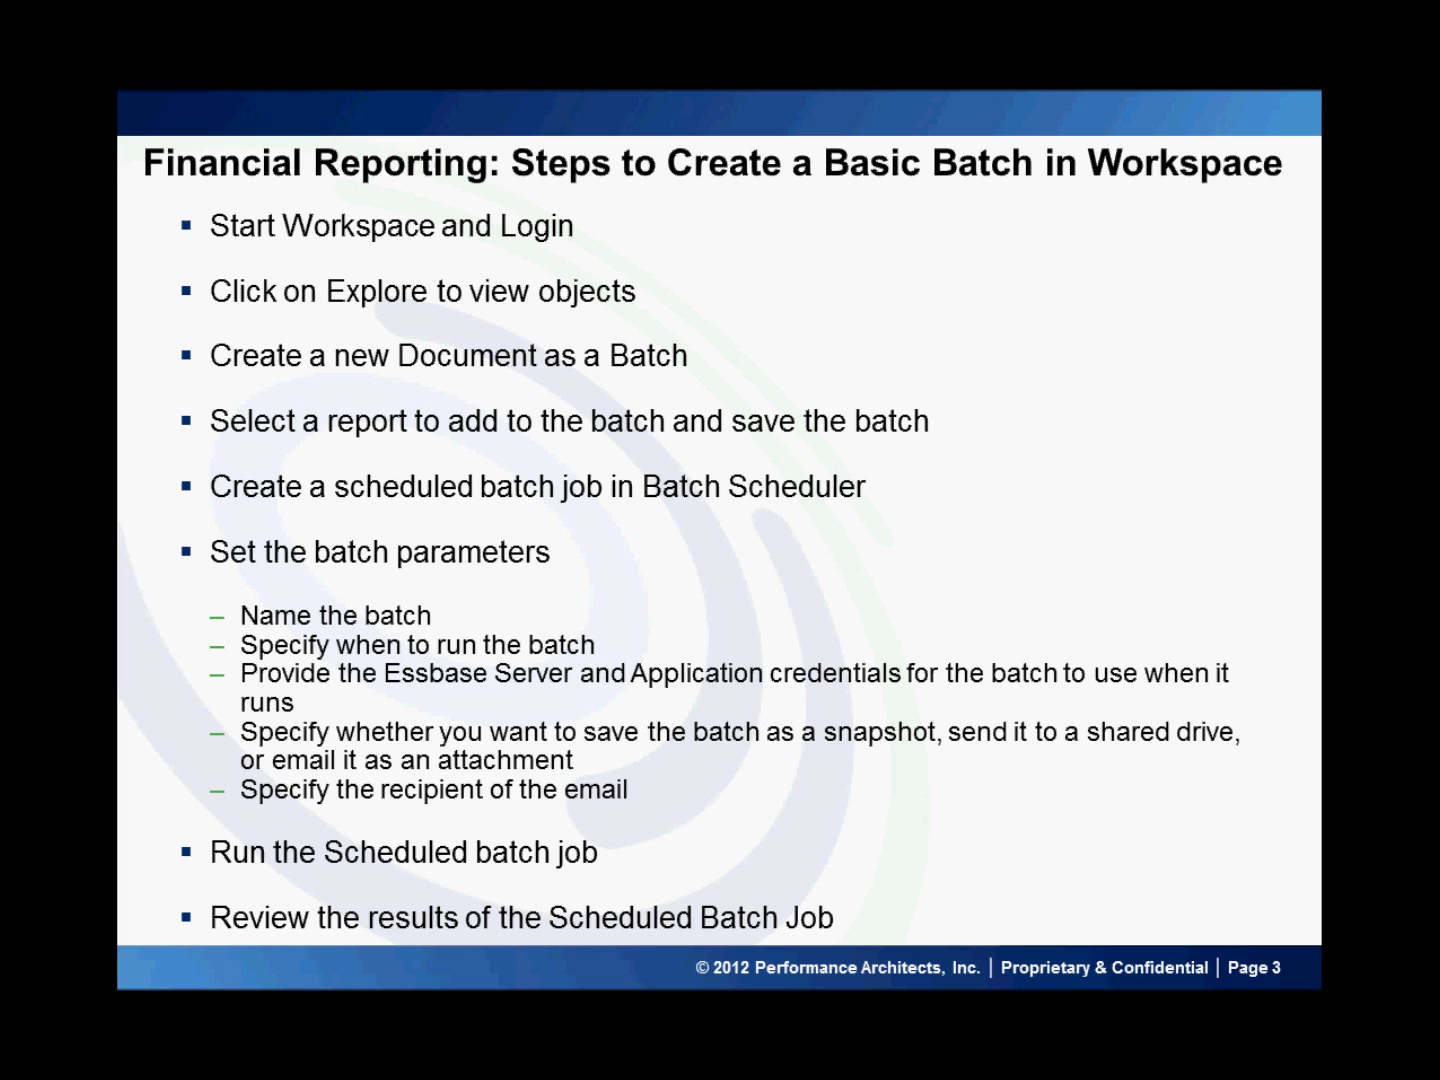 Financial Reporting: Steps to Create a Basic Batch in Workspace
▪ Start Workspace and Login
▪ Click on Explore to view objects
▪ Create a new Document as a Batch
▪ Select a report to add to the batch and save the batch
▪ Create a scheduled batch job in Batch Scheduler
▪ Set the batch parameters
– Name the batch
– Specify when to run the batch
– Provide the Essbase Server and Application credentials for the batch to use when it
runs
– Specify whether you want to save the batch as a snapshot, send it to a shared drive,
or email it as an attachment
– Specify the recipient of the email
▪ Run the Scheduled batch job
▪ Review the results of the Scheduled Batch Job
© 2012 Performance Architects, Inc. | Proprietary & Confidential | Page 3